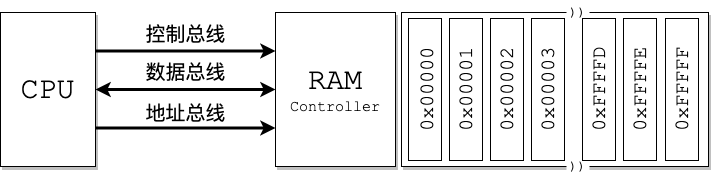 CPU
控制总线
数据总线
地址总线
RAM
Controller
))
0x00000
0x00001
0x00002
0x00003
0xFFFFD
0xFFFFE
0xFFFFF
))